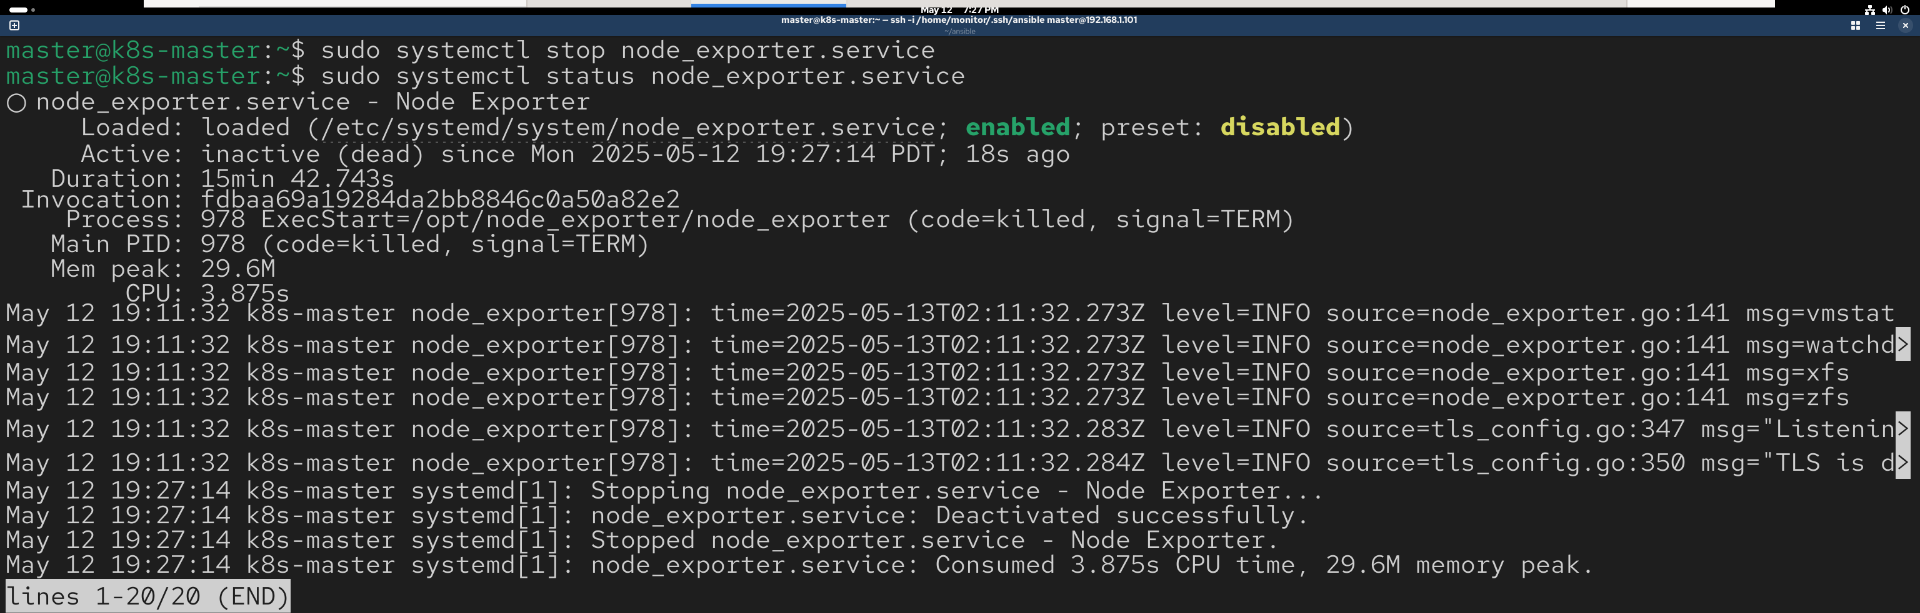 May 12 7:27 PM
master@k8s-master:~ — ssh -i /home/monitor/.ssh/ansible master@192.168.1.101
~/ansible
master@k8s-master:~$ sudo systemctl stop node_exporter.service
master@k8s-master:~$ sudo systemctl status node_exporter.service
○ node_exporter.service - Node Exporter
Loaded: loaded (/etc/systemd/system/node_exporter.service; enabled; preset: disabled)
Active: inactive (dead) since Mon 2025-05-12 19:27:14 PDT; 18s ago
Duration: 15min 42.743s
Invocation: fdbaa69a19284da2bb8846c0a50a82e2
Process: 978 ExecStart=/opt/node_exporter/node_exporter (code=killed, signal=TERM)
Main PID: 978 (code=killed, signal=TERM)
Mem peak: 29.6M
CPU: 3.875s
May 12 19:11:32 k8s-master node_exporter[978]: time=2025-05-13T02:11:32.273Z level=INFO source=node_exporter.go:141 msg=vmstat
May 12 19:11:32 k8s-master node_exporter[978]: time=2025-05-13T02:11:32.273Z level=INFO source=node_exporter.go:141 msg=watchd>
May 12 19:11:32 k8s-master node_exporter[978]: time=2025-05-13T02:11:32.273Z level=INFO source=node_exporter.go:141 msg=xfs
May 12 19:11:32 k8s-master node_exporter[978]: time=2025-05-13T02:11:32.273Z level=INFO source=node_exporter.go:141 msg=zfs
May 12 19:11:32 k8s-master node_exporter[978]: time=2025-05-13T02:11:32.283Z level=INFO source=tls_config.go:347 msg="Listenin>
May 12 19:11:32 k8s-master node_exporter[978]: time=2025-05-13T02:11:32.284Z level=INFO source=tls_config.go:350 msg="TLS is d>
May 12 19:27:14 k8s-master systemd[1]: Stopping node_exporter.service - Node Exporter...
May 12 19:27:14 k8s-master systemd[1]: node_exporter.service: Deactivated successfully.
May 12 19:27:14 k8s-master systemd[1]: Stopped node_exporter.service - Node Exporter.
May 12 19:27:14 k8s-master systemd[1]: node_exporter.service: Consumed 3.875s CPU time, 29.6M memory peak.
lines 1-20/20 (END)